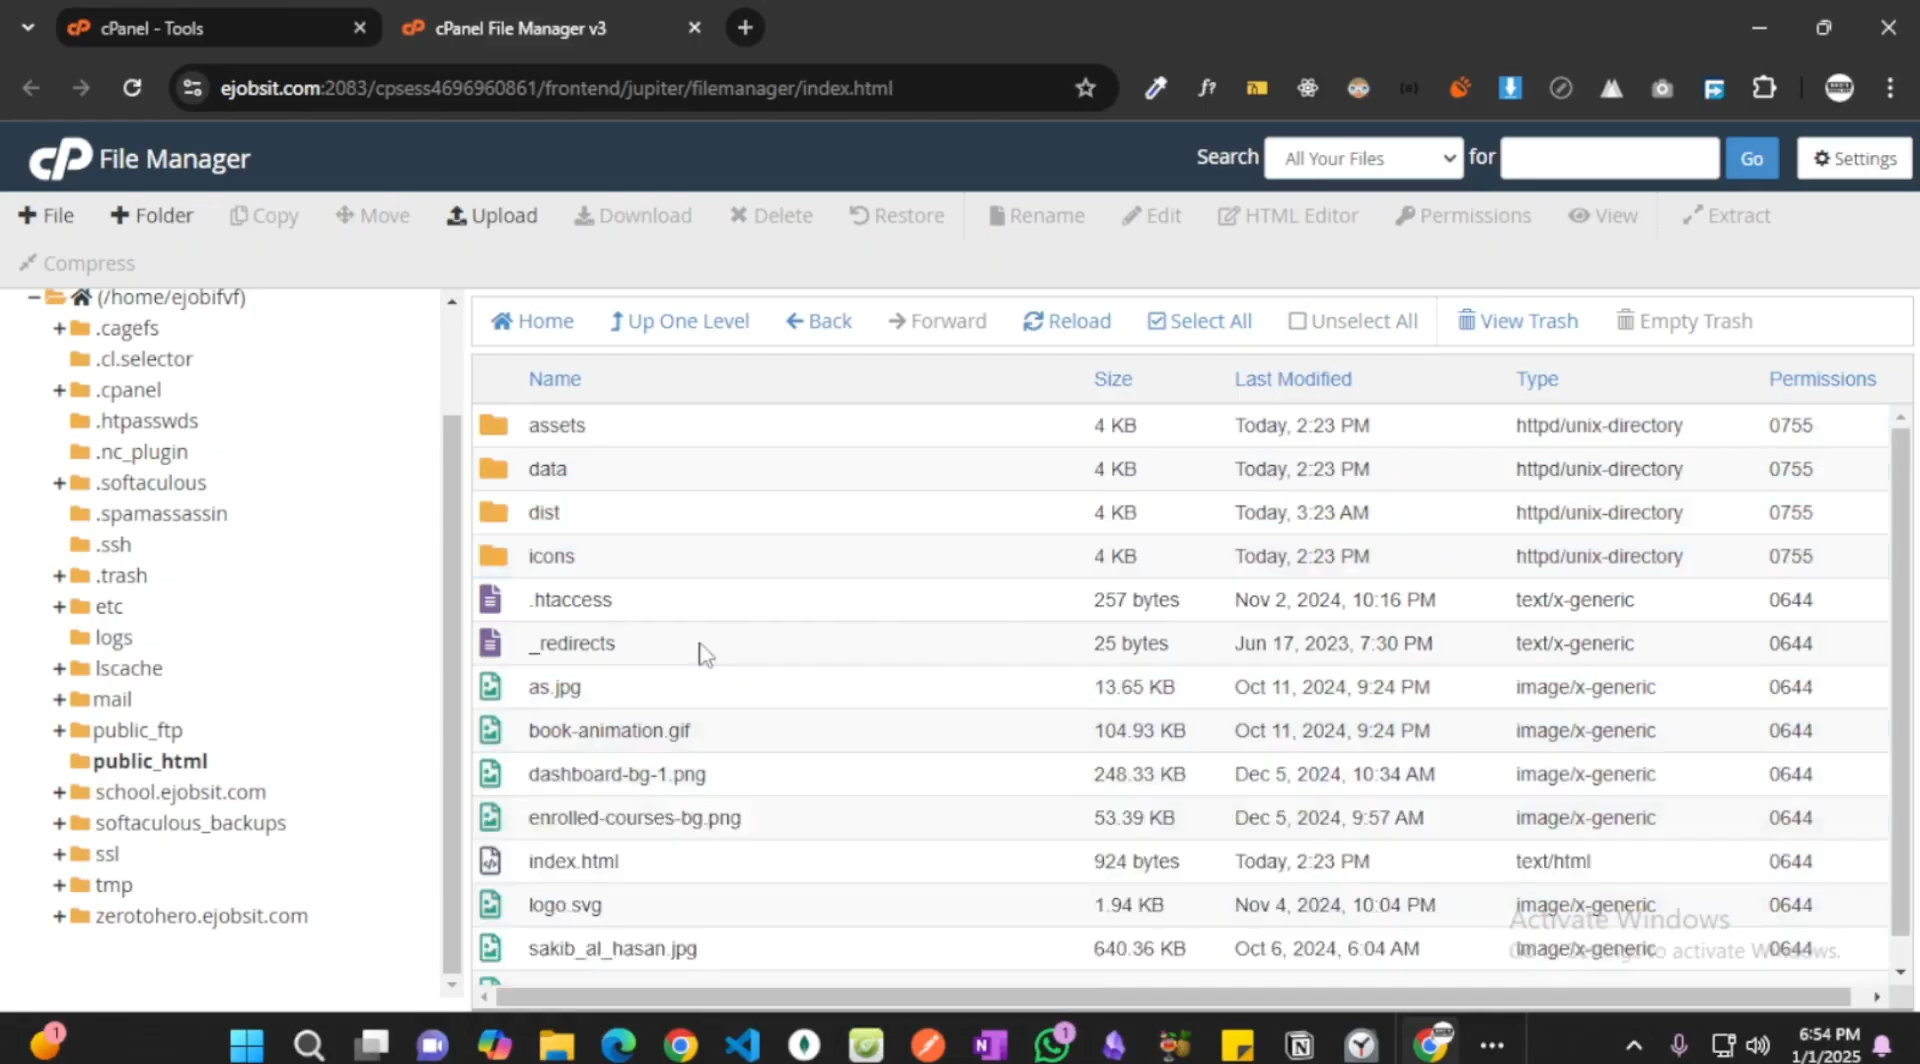 cPanel - Tools
cPanel File Manager v3
ejobsit.com:2083/cpsess4696960861/frontend/jupiter/filemanager/index.html
cP File Manager
Search All Your Files for Go Settings
File Folder Copy Move Upload Download Delete Restore Rename Edit HTML Editor Permissions View Extract
Compress
(/home/ejobifvf)
.cagefs
.cl.selector
.cpanel
.htpasswds
.nc_plugin
.softaculous
.spamassassin
.ssh
.trash
etc
logs
lscache
mail
public_ftp
public_html
school.ejobsit.com
softaculous_backups
ssl
tmp
zerotohero.ejobsit.com
Home Up One Level Back Forward Reload Select All Unselect All View Trash Empty Trash
Name Size Last Modified Type Permissions
assets 4 KB Today, 2:23 PM httpd/unix-directory 0755
data 4 KB Today, 2:23 PM httpd/unix-directory 0755
dist 4 KB Today, 3:23 AM httpd/unix-directory 0755
icons 4 KB Today, 2:23 PM httpd/unix-directory 0755
.htaccess 257 bytes Nov 2, 2024, 10:16 PM text/x-generic 0644
_redirects 25 bytes Jun 17, 2023, 7:30 PM text/x-generic 0644
as.jpg 13.65 KB Oct 11, 2024, 9:24 PM image/x-generic 0644
book-animation.gif 104.93 KB Oct 11, 2024, 9:24 PM image/x-generic 0644
dashboard-bg-1.png 248.33 KB Dec 5, 2024, 10:34 AM image/x-generic 0644
enrolled-courses-bg.png 53.39 KB Dec 5, 2024, 9:57 AM image/x-generic 0644
index.html 924 bytes Today, 2:23 PM text/html 0644
logo.svg 1.94 KB Nov 4, 2024, 10:04 PM image/x-generic 0644
Activate Windows
sakib_al_hasan.jpg 640.36 KB Oct 6, 2024, 6:04 AM image/x-generic 0644
to activate Windows.
6:54 PM
1/1/2025